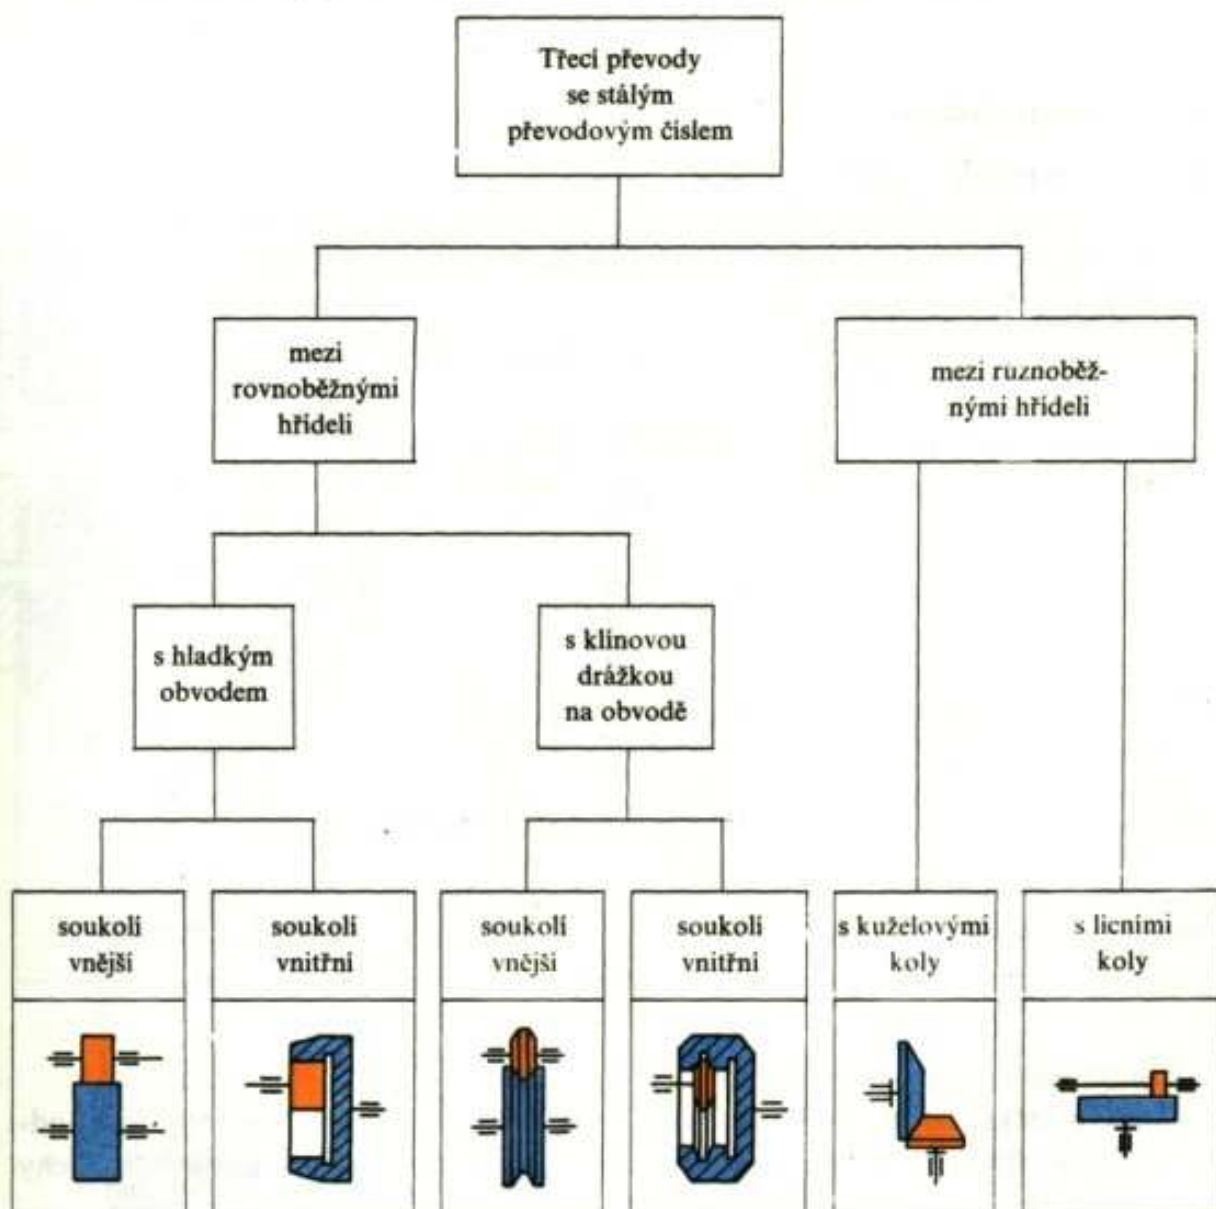 Třecí převody
se stálým
převodovým číslem
mezi
rovnoběžnými
hřídeli
mezi ruznoběž-
nými hřídeli
s hladkým
obvodem
s klínovou
drážkou
na obvodě
soukolí
vnější
soukolí
vnitřní
soukolí
vnější
soukolí
vnitřní
s kuželovými
koly
s lícními
koly